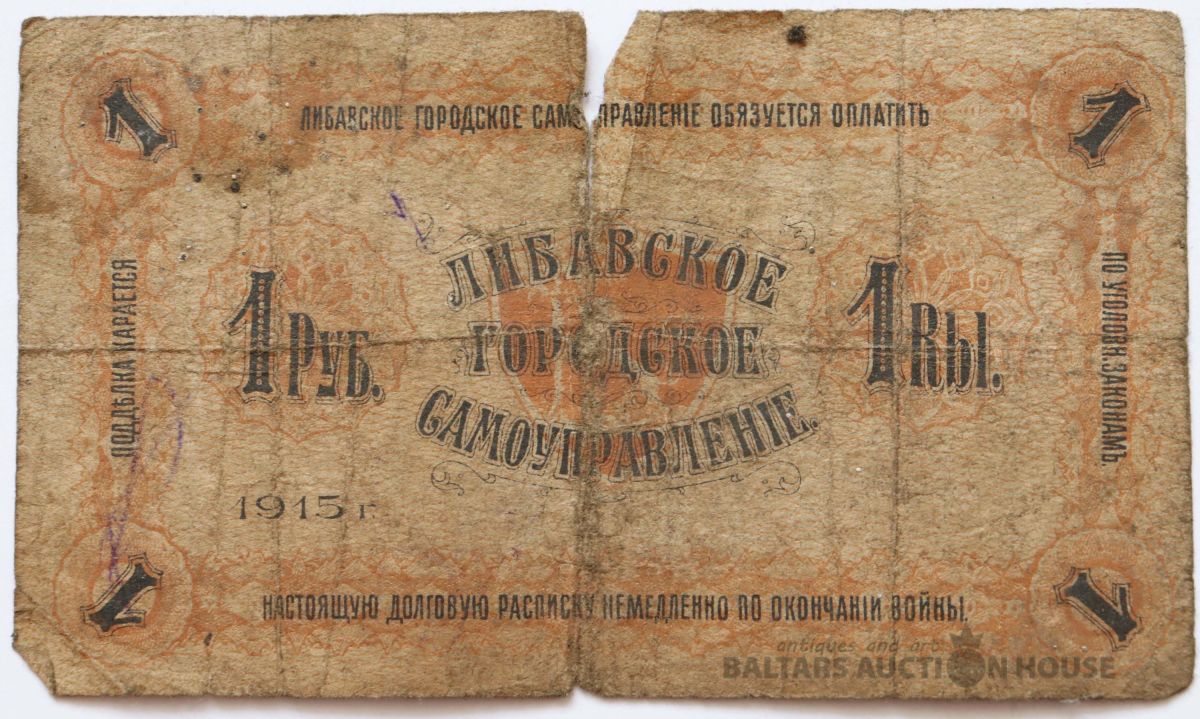 1
1
ЛИБАВСКОЕ ГОРОДСКОЕ САМОУПРАВЛЕНІЕ ОБЯЗУЕТСЯ ОПЛАТИТЬ
ПОДДѢЛКА КАРАЕТСЯ
ПО УГОЛОВН. ЗАКОНАМЪ.
ЛИБАВСКОЕ
ГОРОДСКОЕ
САМОУПРАВЛЕНІЕ.
1 РУБ.
1 RЫ.
1915 г.
НАСТОЯЩУЮ ДОЛГОВУЮ РАСПИСКУ НЕМЕДЛЕННО ПО ОКОНЧАНІИ ВОЙНЫ.
1
1
antiques and art
BALTARS AUCTION HOUSE